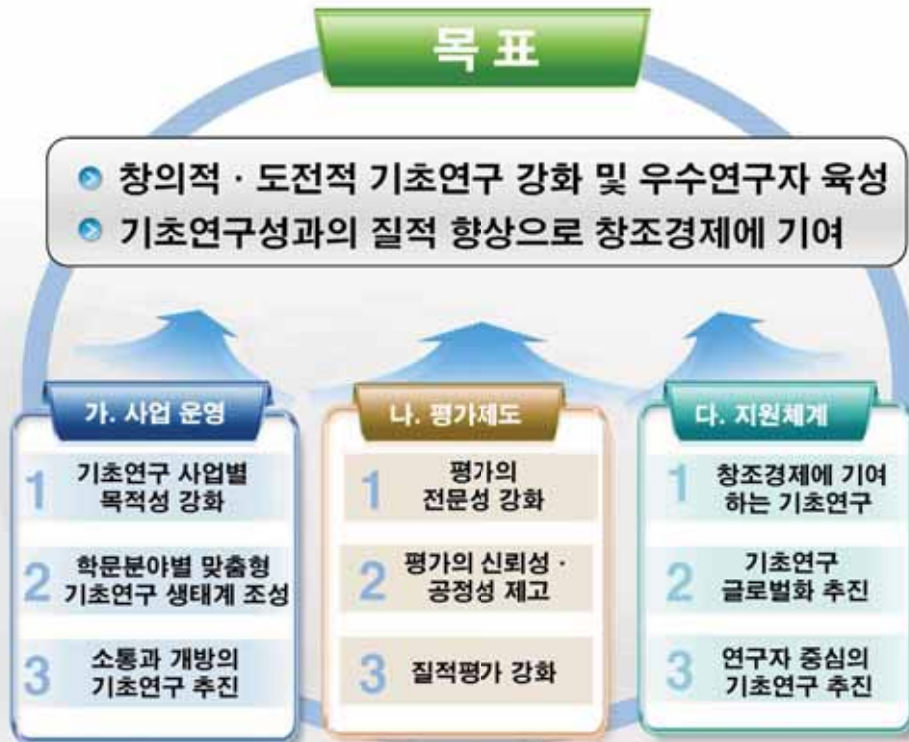 목표
창의적 · 도전적 기초연구 강화 및 우수연구자 육성
기초연구성과의 질적 향상으로 창조경제에 기여
가. 사업 운영
1 기초연구 사업별
목적성 강화
2 학문분야별 맞춤형
기초연구 생태계 조성
3 소통과 개방의
기초연구 추진
나. 평가제도
1 평가의
전문성 강화
2 평가의 신뢰성 ·
공정성 제고
3 질적평가 강화
다. 지원체계
1 창조경제에 기여
하는 기초연구
2 기초연구
글로벌화 추진
3 연구자 중심의
기초연구 추진